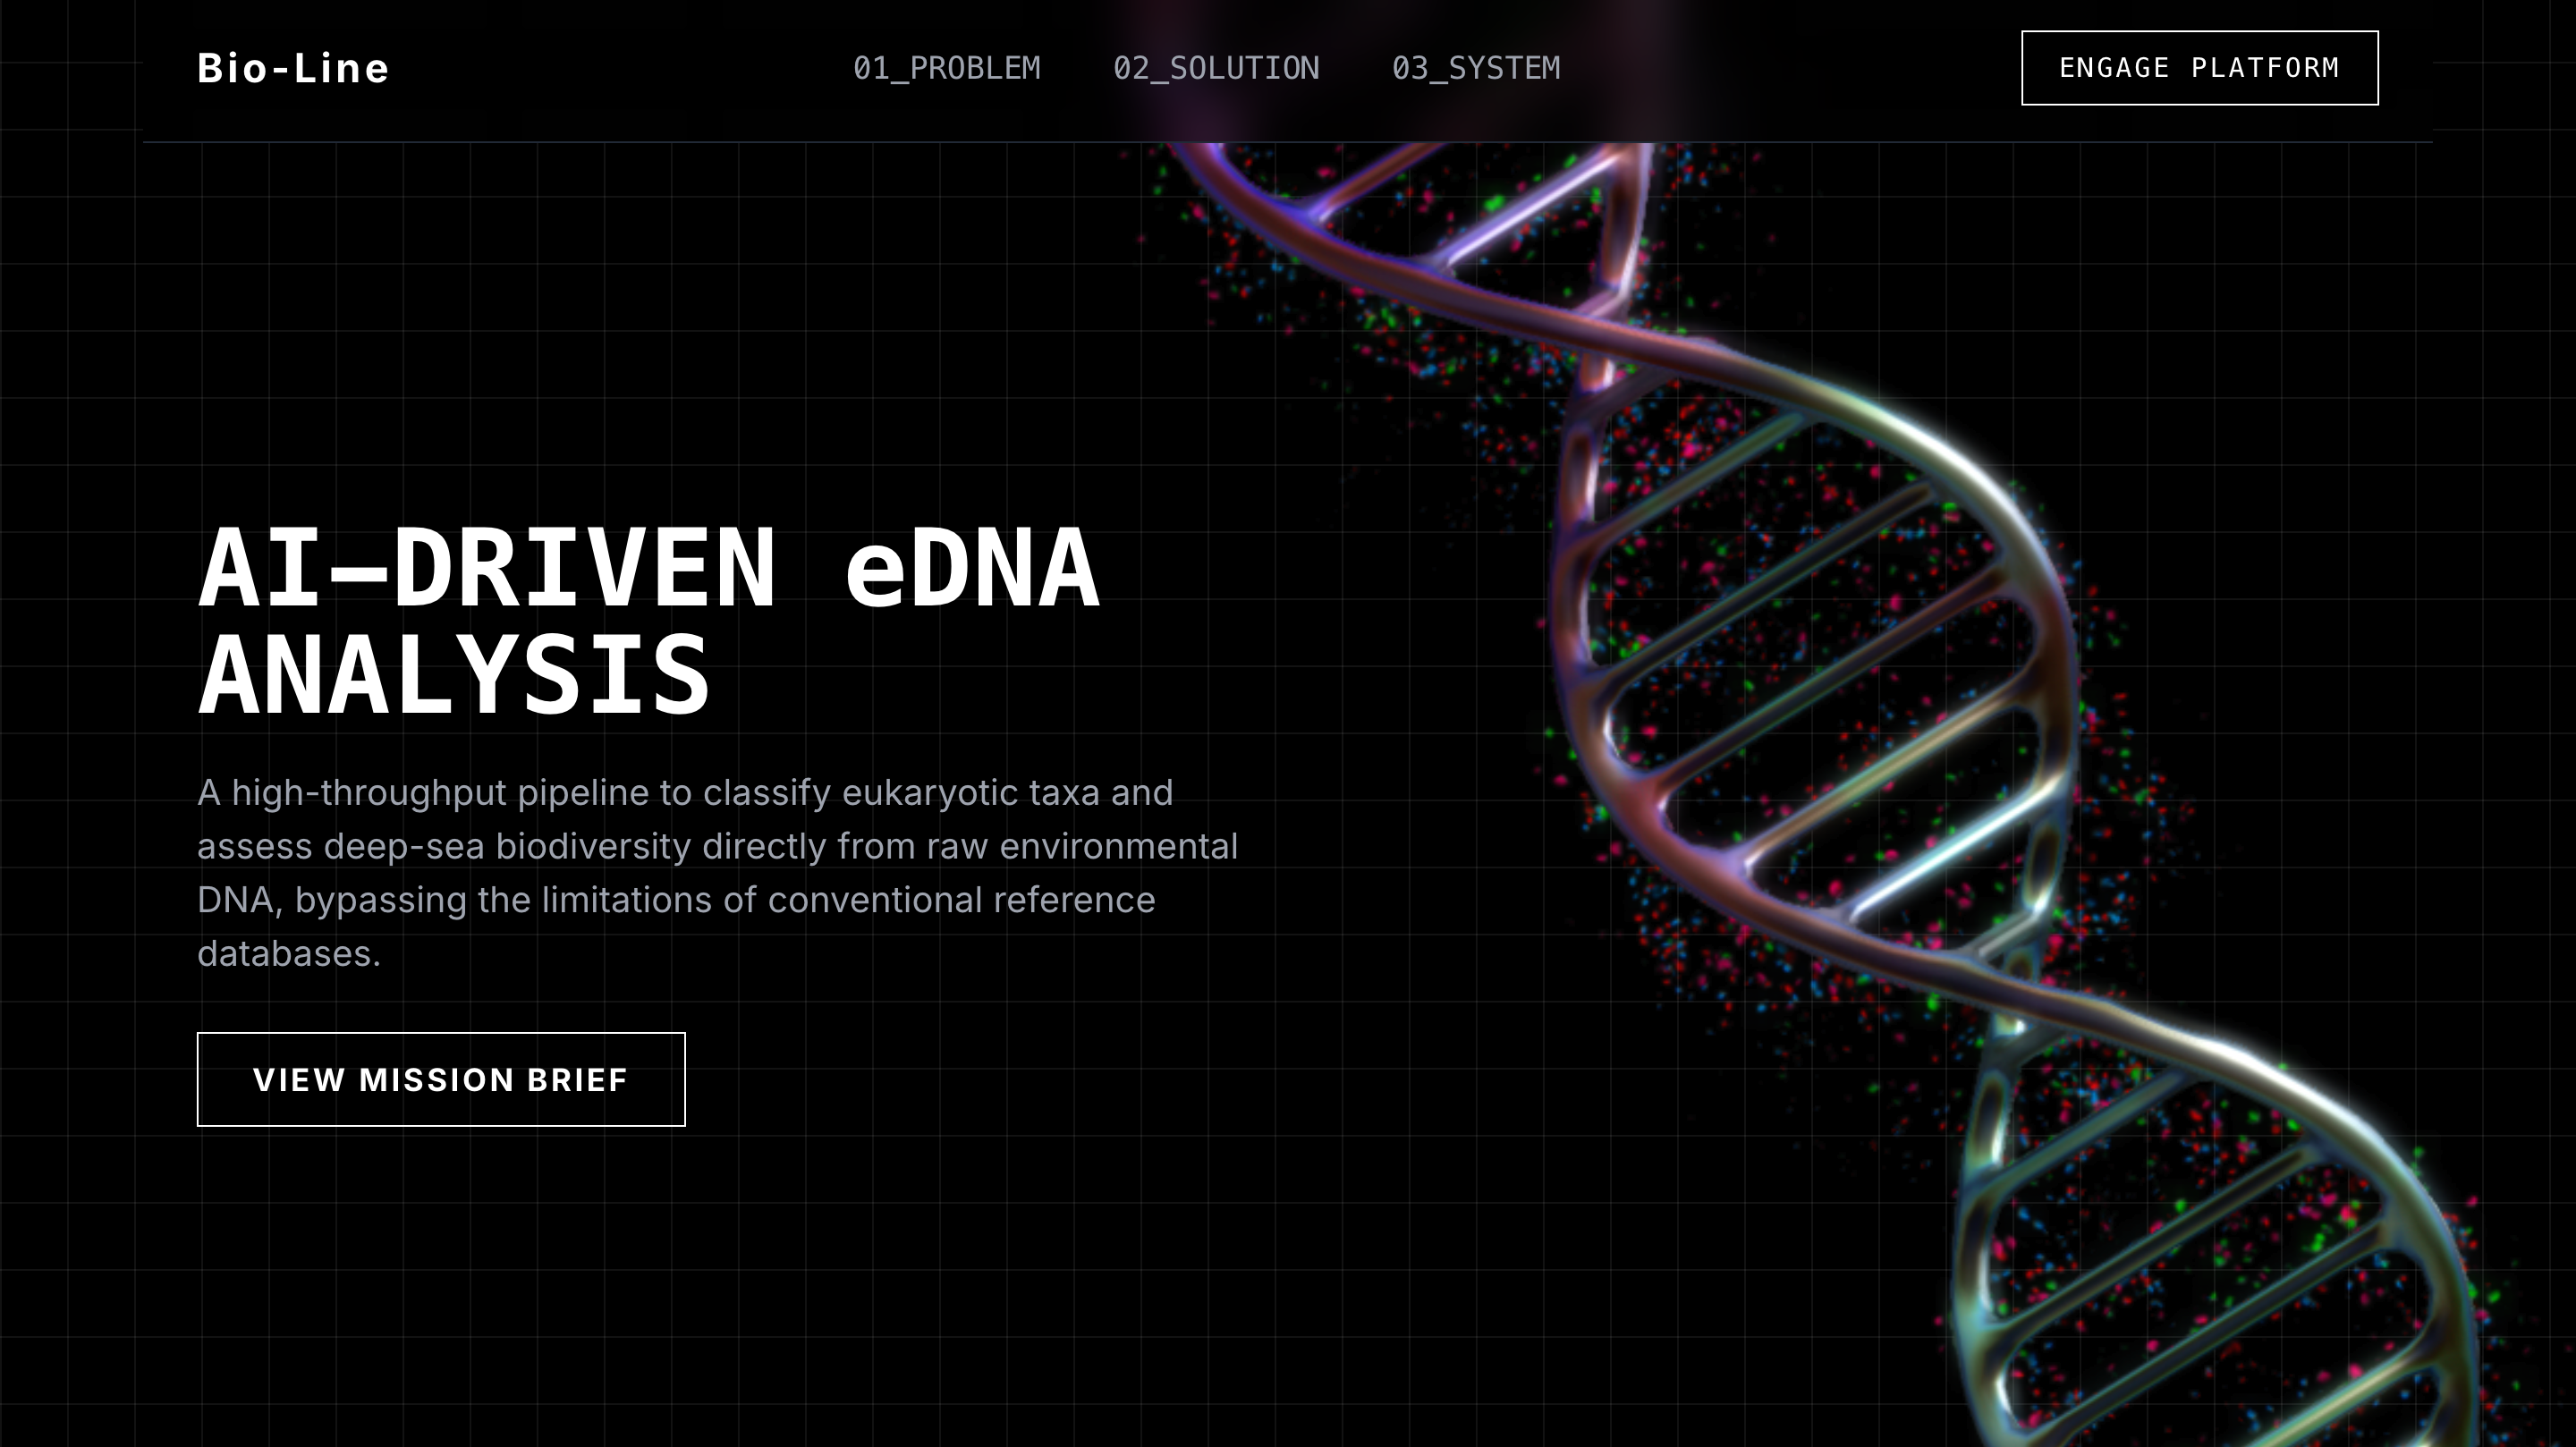 Bio-Line
01_PROBLEM 02_SOLUTION 03_SYSTEM
ENGAGE PLATFORM
AI–DRIVEN eDNA
ANALYSIS
A high-throughput pipeline to classify eukaryotic taxa and
assess deep-sea biodiversity directly from raw environmental
DNA, bypassing the limitations of conventional reference
databases.
VIEW MISSION BRIEF